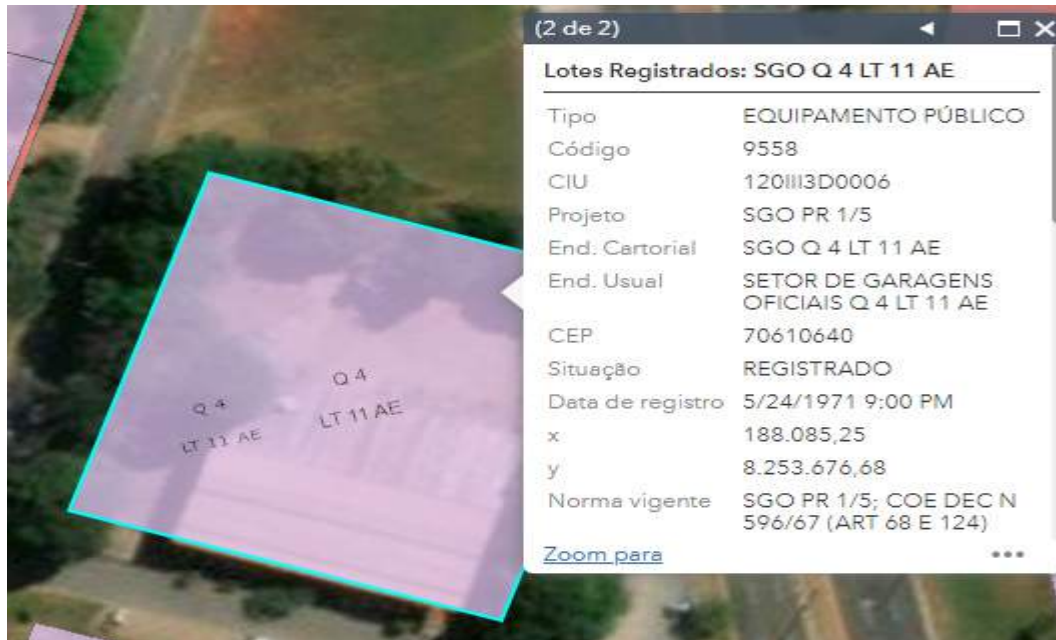 (2 de 2)
Lotes Registrados: SGO Q 4 LT 11 AE
Tipo EQUIPAMENTO PÚBLICO
Código 9558
CIU 120III3D0006
Projeto SGO PR 1/5
End. Cartorial SGO Q 4 LT 11 AE
End. Usual SETOR DE GARAGENS
OFICIAIS Q 4 LT 11 AE
CEP 70610640
Situação REGISTRADO
Data de registro 5/24/1971 9:00 PM
x 188.085,25
y 8.253.676,68
Norma vigente SGO PR 1/5; COE DEC N
596/67 (ART 68 E 124)
Zoom para
Q 4
LT 11 AE
Q 4
LT 11 AE